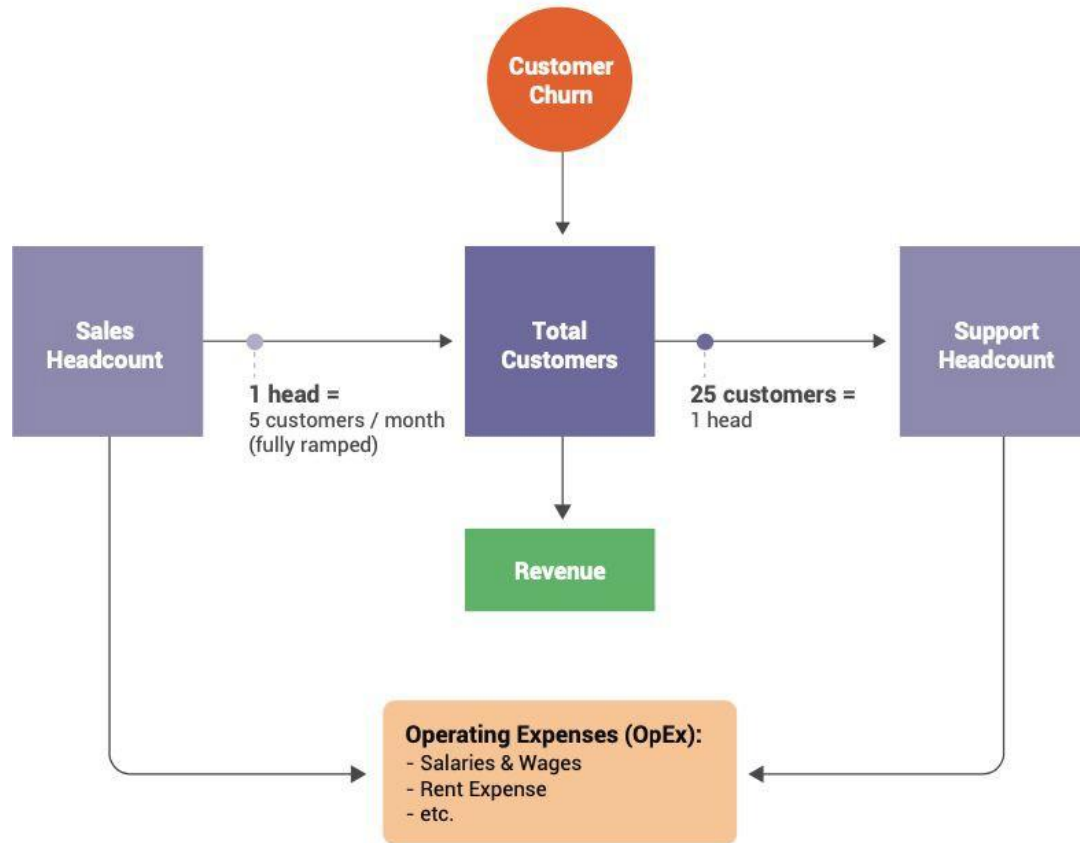 Customer
Churn
Sales
Headcount
1 head =
5 customers / month
(fully ramped)
Total
Customers
25 customers =
1 head
Support
Headcount
Revenue
Operating Expenses (OpEx):
- Salaries & Wages
- Rent Expense
- etc.